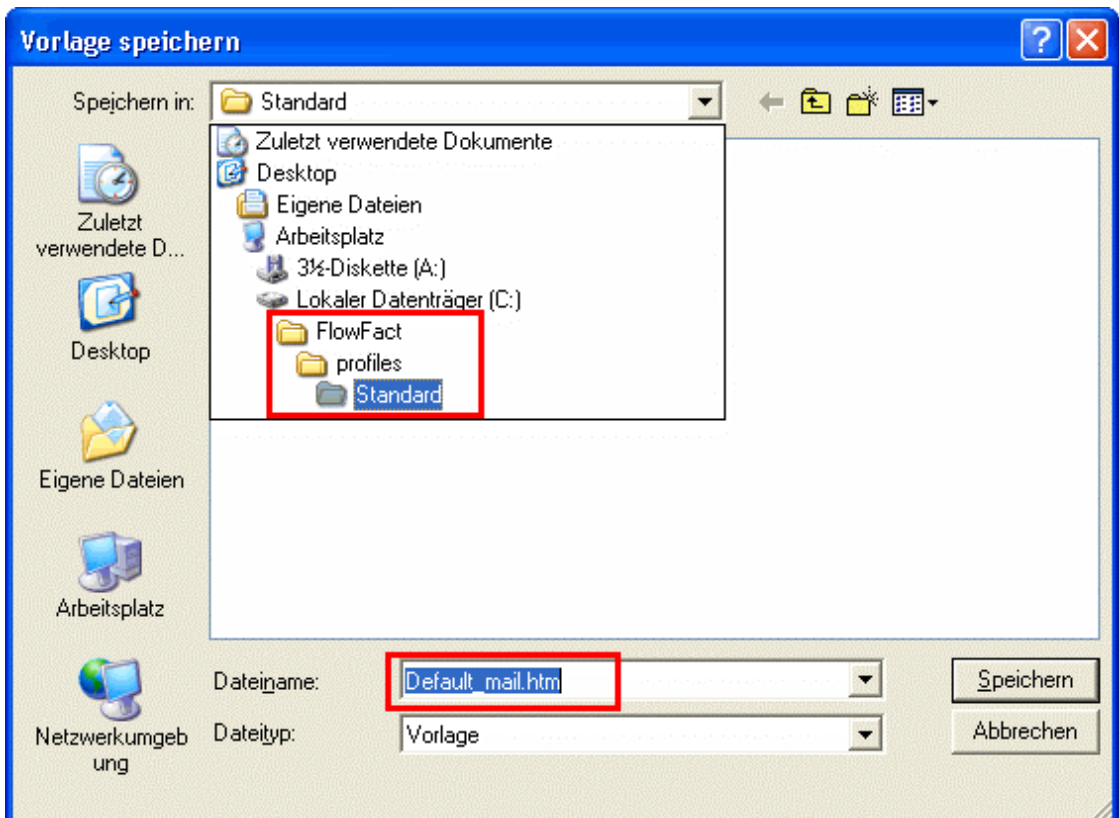 Vorlage speichern
Speichern in:
Standard
Zuletzt verwendete Dokumente
Desktop
Eigene Dateien
Arbeitsplatz
3½-Diskette (A:)
Lokaler Datenträger (C:)
FlowFact
profiles
Standard
Zuletzt
verwendete D...
Desktop
Eigene Dateien
Arbeitsplatz
Netzwerkumgeb
ung
Dateiname:
Default_mail.htm
Speichern
Dateityp:
Vorlage
Abbrechen